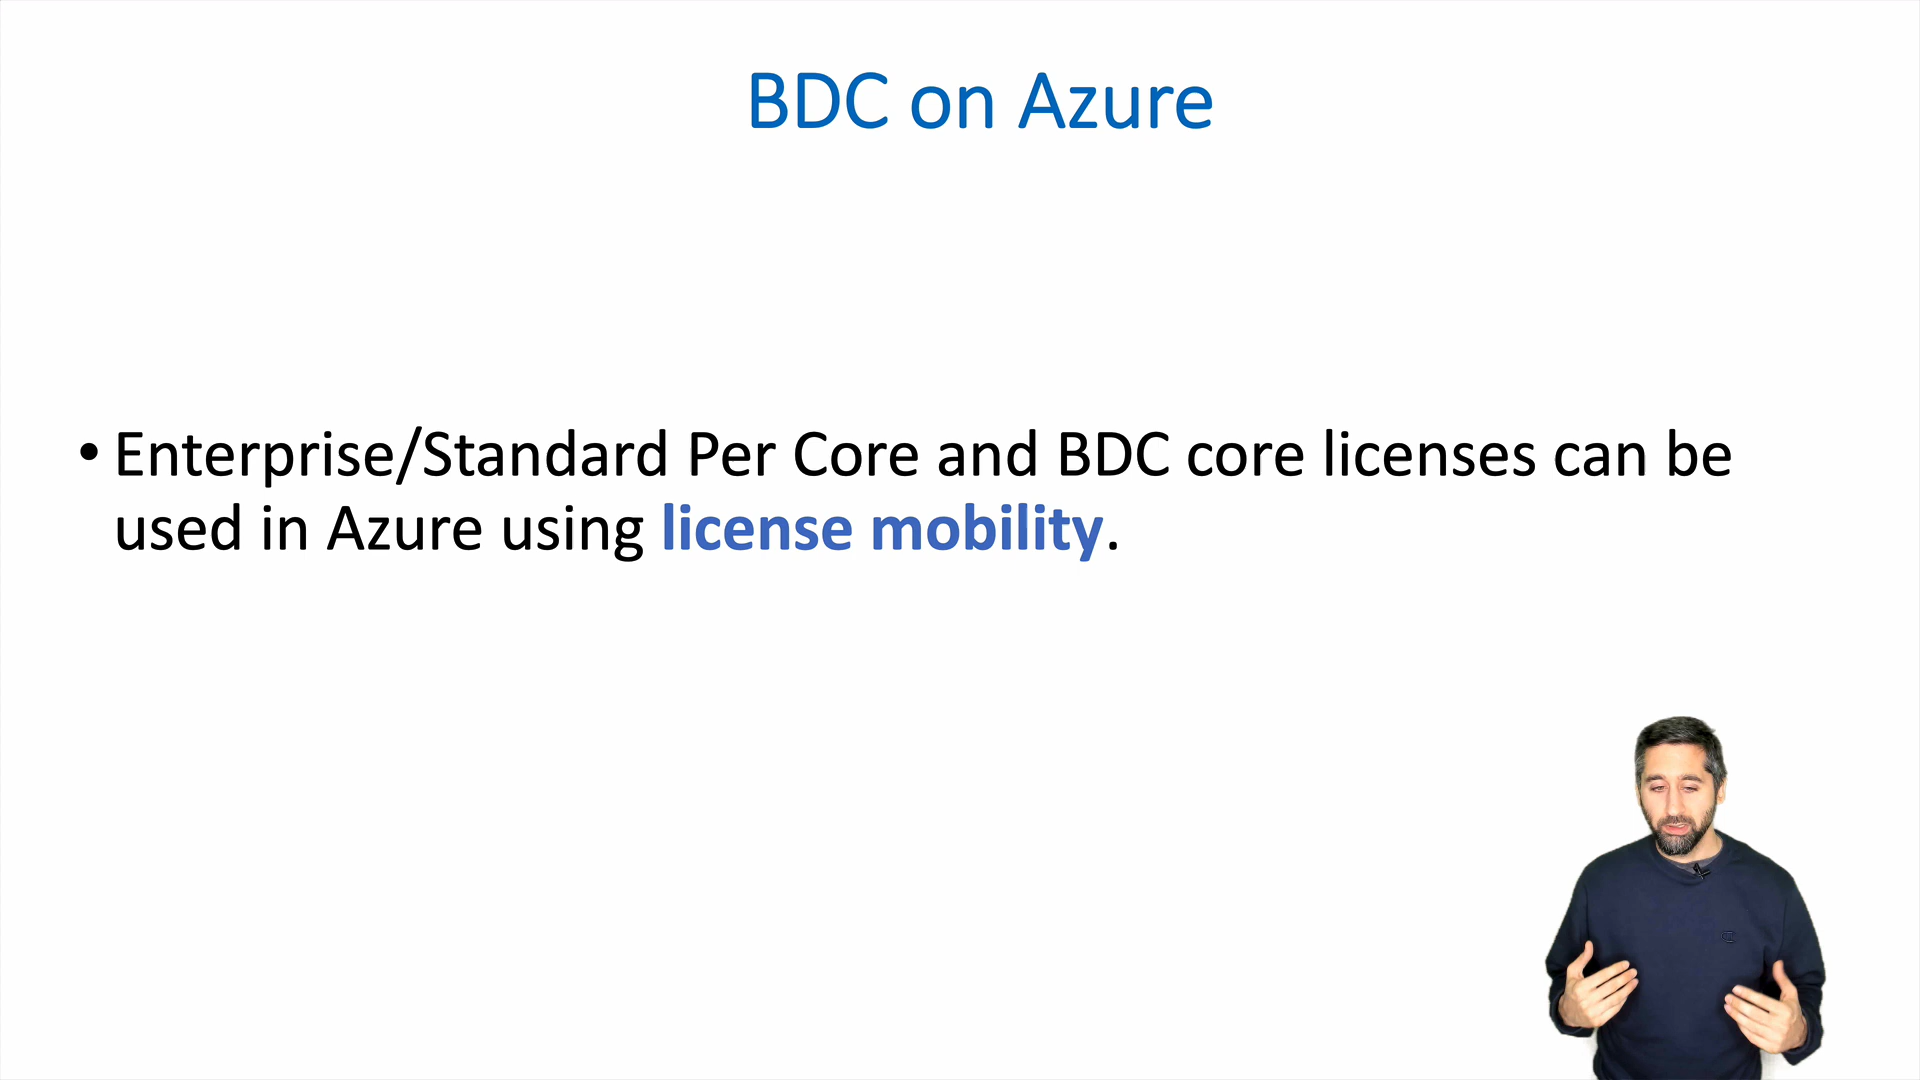 BDC on Azure
• Enterprise/Standard Per Core and BDC core licenses can be
used in Azure using license mobility.